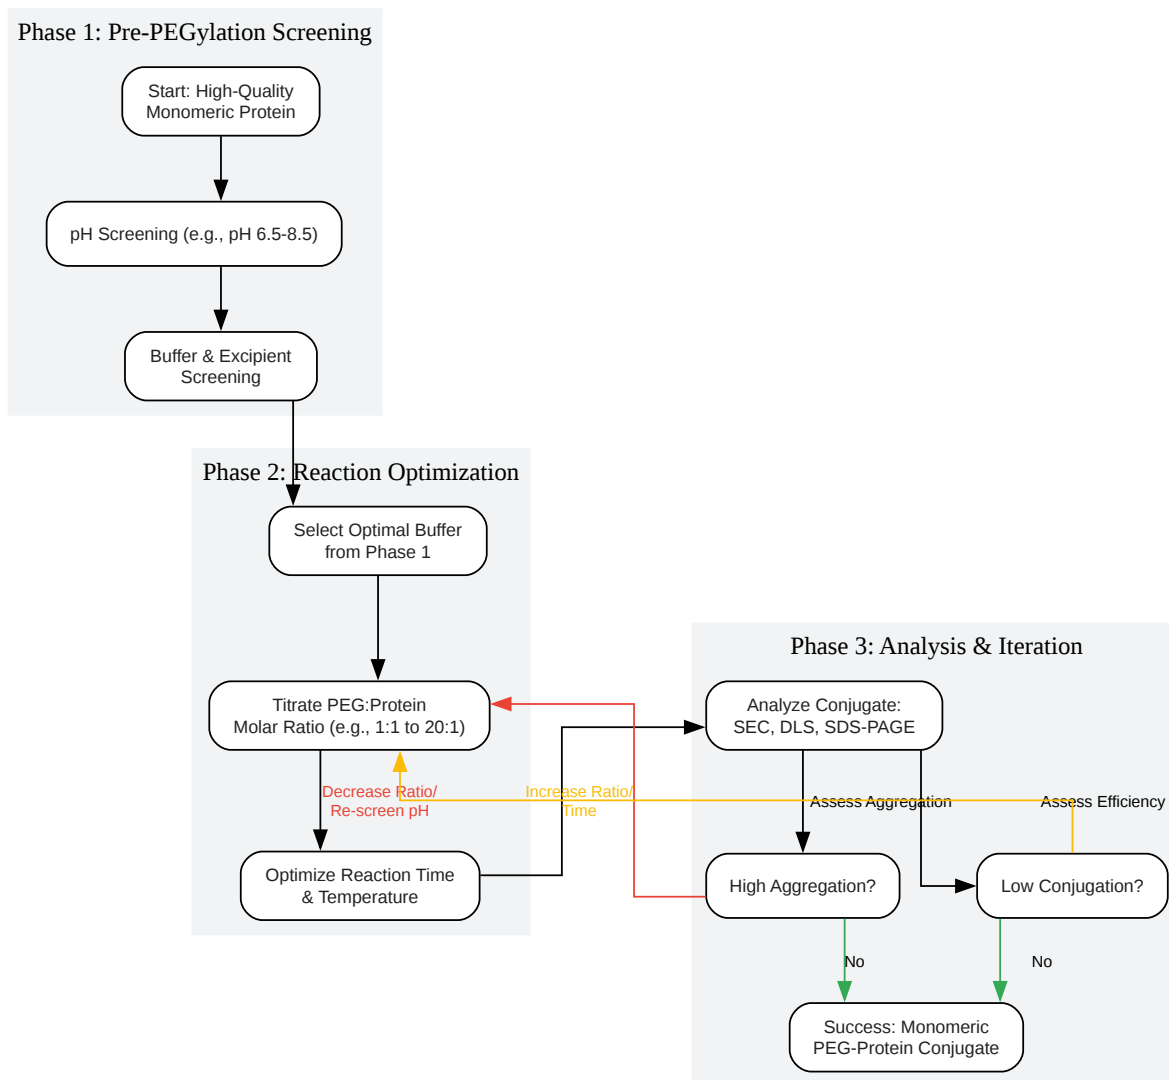 Phase 1: Pre-PEGylation Screening
Start: High-Quality
Monomeric Protein
pH Screening (e.g., pH 6.5-8.5)
Buffer & Excipient
Screening
Phase 2: Reaction Optimization
Select Optimal Buffer
from Phase 1
Titrate PEG:Protein
Molar Ratio (e.g., 1:1 to 20:1)
Decrease Ratio/
Re-screen pH
Increase Ratio/
Time
Optimize Reaction Time
& Temperature
Phase 3: Analysis & Iteration
Analyze Conjugate:
SEC, DLS, SDS-PAGE
Assess Aggregation
Assess Efficiency
High Aggregation?
Low Conjugation?
No
No
Success: Monomeric
PEG-Protein Conjugate